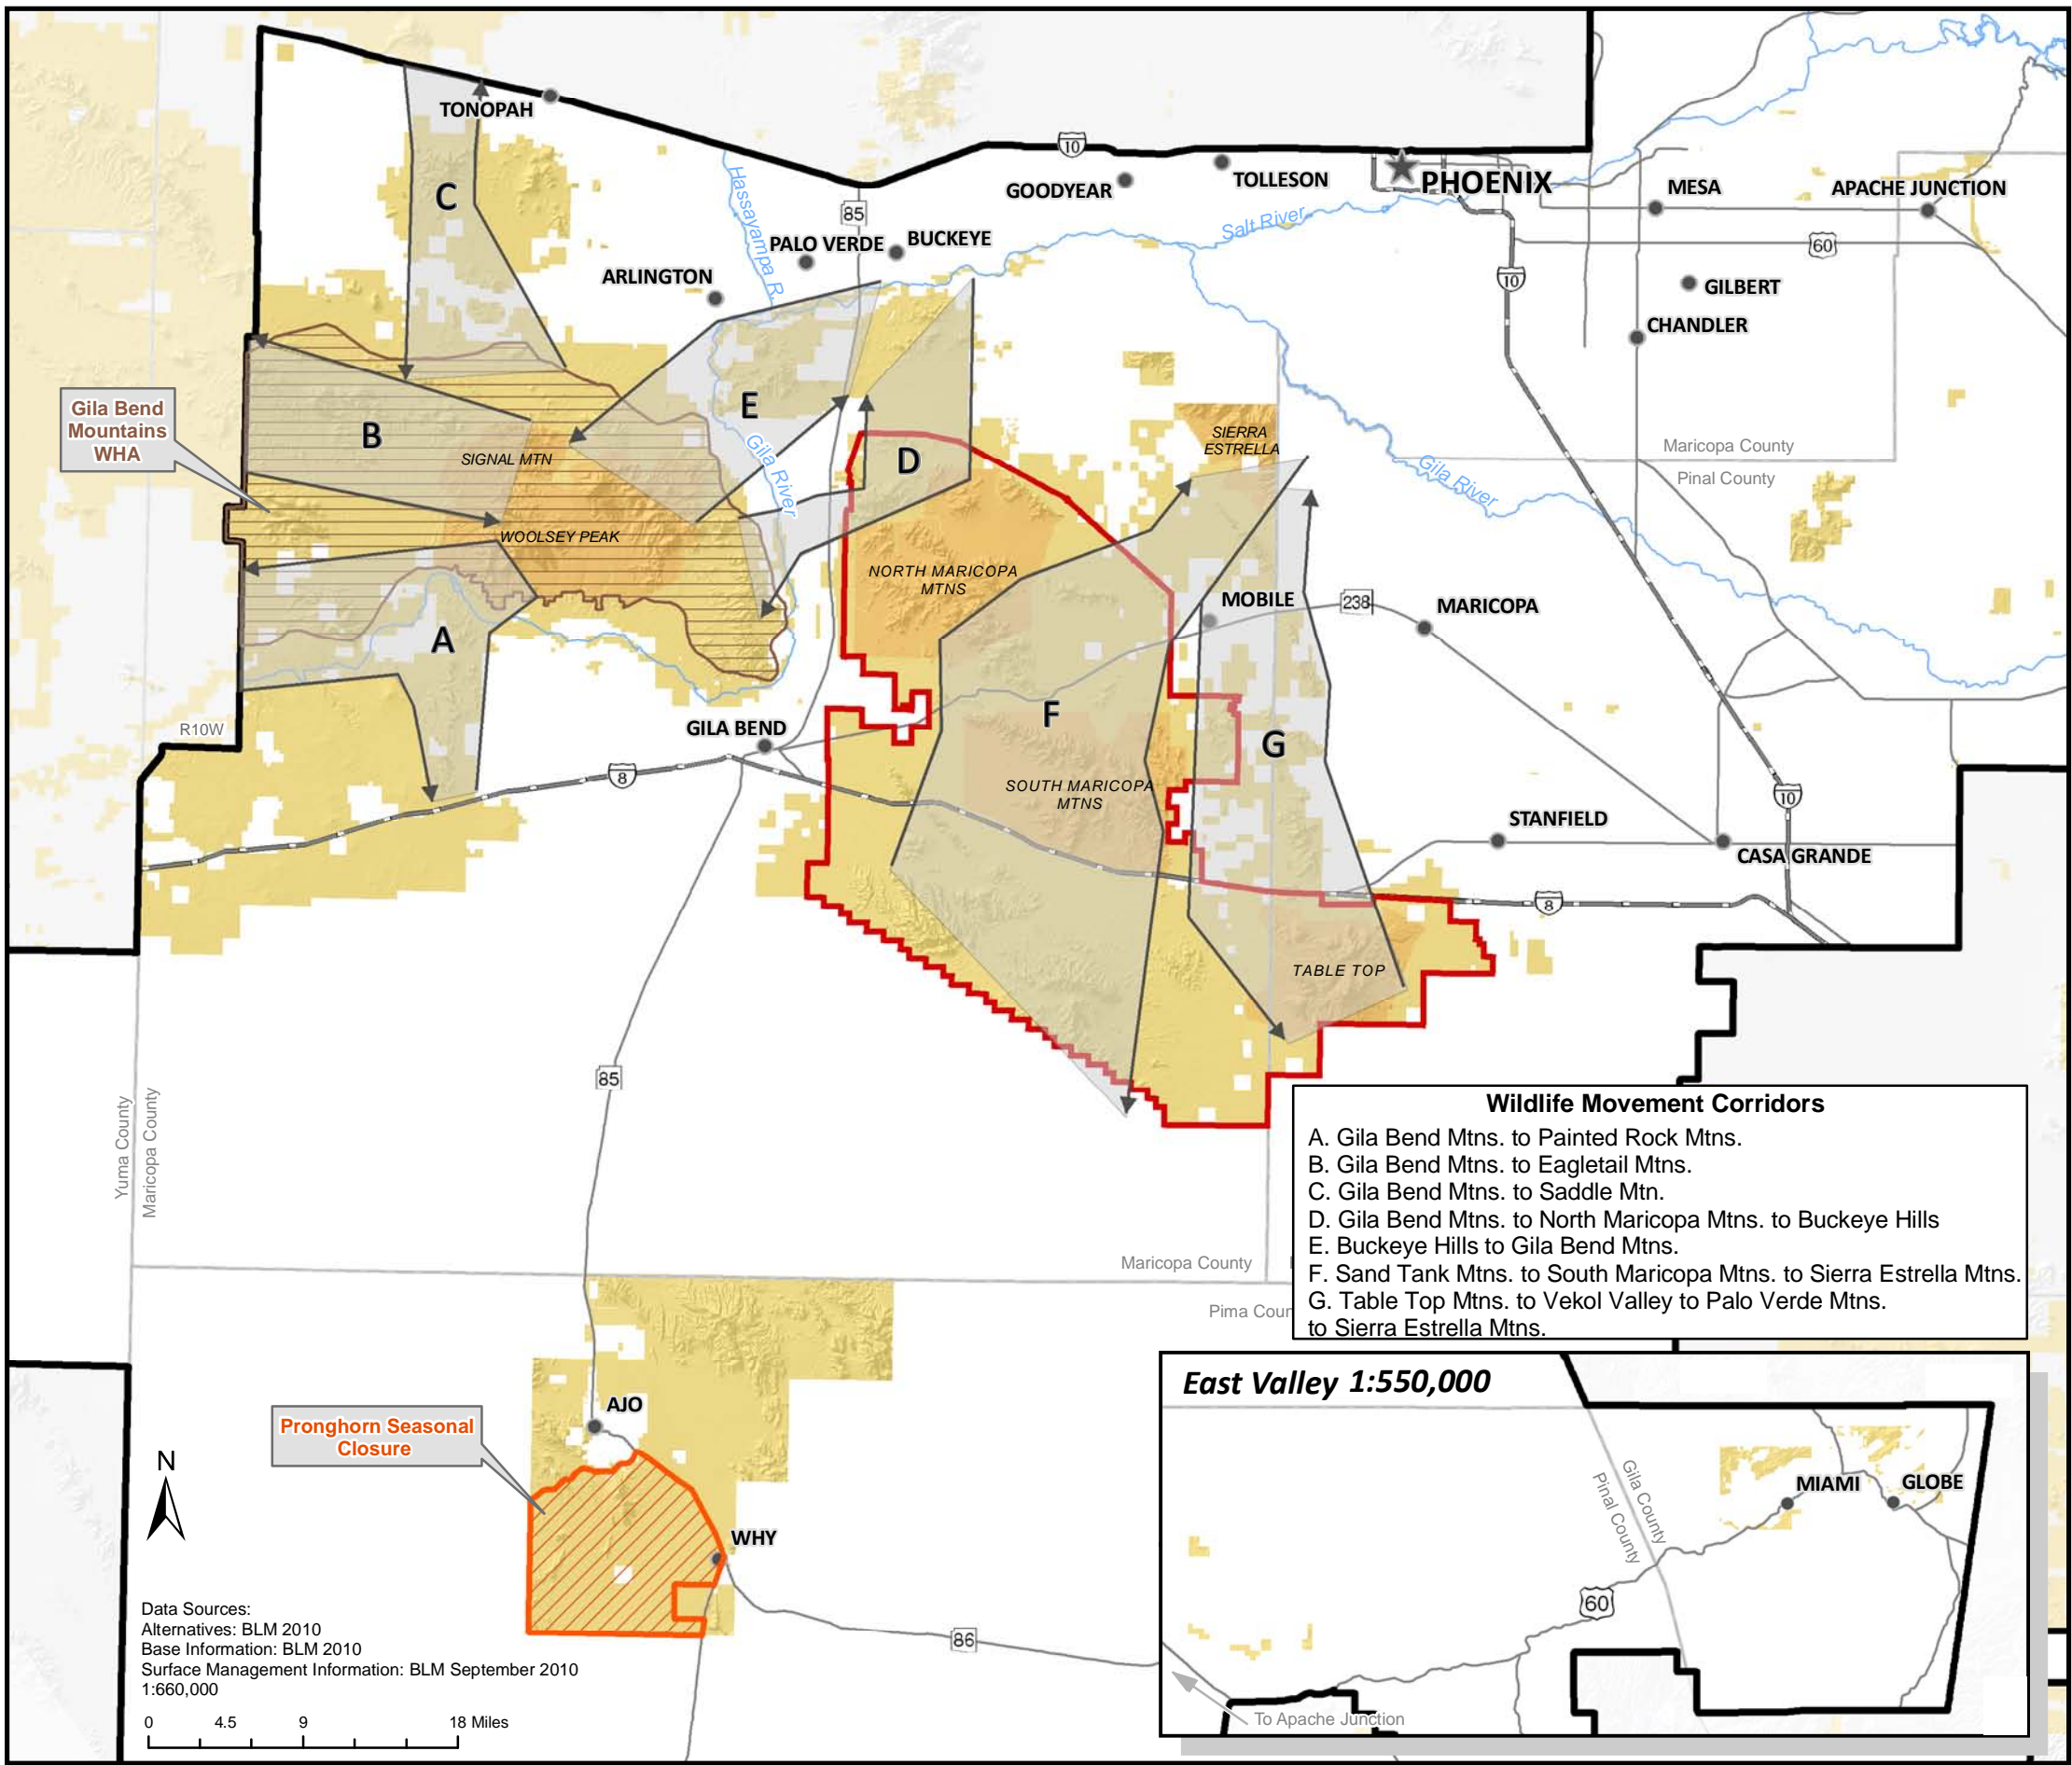 TONOPAH
10
PHOENIX
TOLLESON
GOODYEAR
MESA
APACHE JUNCTION
C
Hassayampa R.
85
Salt River
PALO VERDE
BUCKEYE
60
ARLINGTON
10
GILBERT
CHANDLER
Gila Bend
Mountains
WHA
B
E
SIGNAL MTN
Gila River
D
SIERRA
ESTRELLA
Maricopa County
Pinal County
Gila River
WOOLSEY PEAK
NORTH MARICOPA
MTNS
MOBILE
238
MARICOPA
A
R10W
GILA BEND
F
G
8
SOUTH MARICOPA
MTNS
10
STANFIELD
CASA GRANDE
8
TABLE TOP
85
Yuma County
Maricopa County
Wildlife Movement Corridors
A. Gila Bend Mtns. to Painted Rock Mtns.
B. Gila Bend Mtns. to Eagletail Mtns.
C. Gila Bend Mtns. to Saddle Mtn.
D. Gila Bend Mtns. to North Maricopa Mtns. to Buckeye Hills
E. Buckeye Hills to Gila Bend Mtns.
F. Sand Tank Mtns. to South Maricopa Mtns. to Sierra Estrella Mtns.
G. Table Top Mtns. to Vekol Valley to Palo Verde Mtns.
to Sierra Estrella Mtns.
Maricopa County
Pima Cour
East Valley 1:550,000
AJO
Pronghorn Seasonal
Closure
N
WHY
86
Gila County
Pinal County
MIAMI
GLOBE
60
To Apache Junction
Data Sources:
Alternatives: BLM 2010
Base Information: BLM 2010
Surface Management Information: BLM September 2010
1:660,000
0 4.5 9 18 Miles